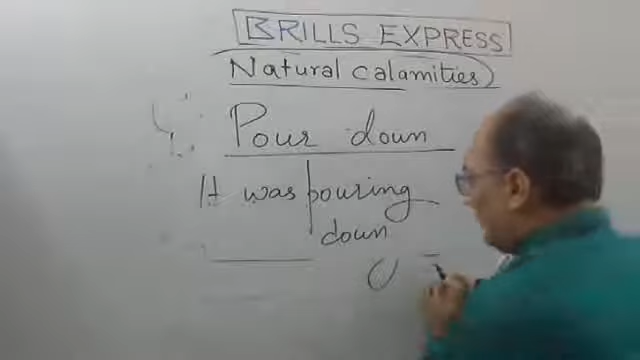 BRILLS EXPRESS
Natural calamities
Pour down
It was pouring
down